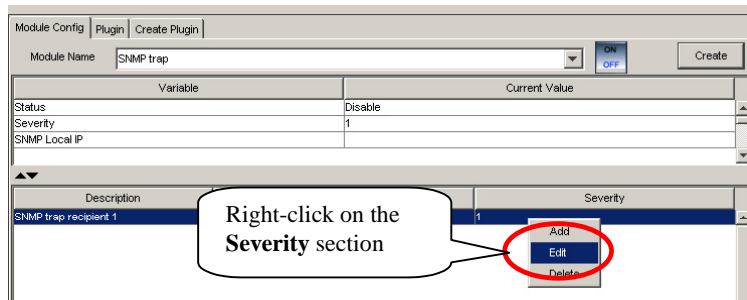 Module Config Plugin Create Plugin
Module Name SNMP trap ON OFF Create
Variable Current Value
Status Disable
Severity 1
SNMP Local IP
Description Severity
SNMP trap recipient 1 1
Right-click on the
Severity section
Add
Edit
Delete